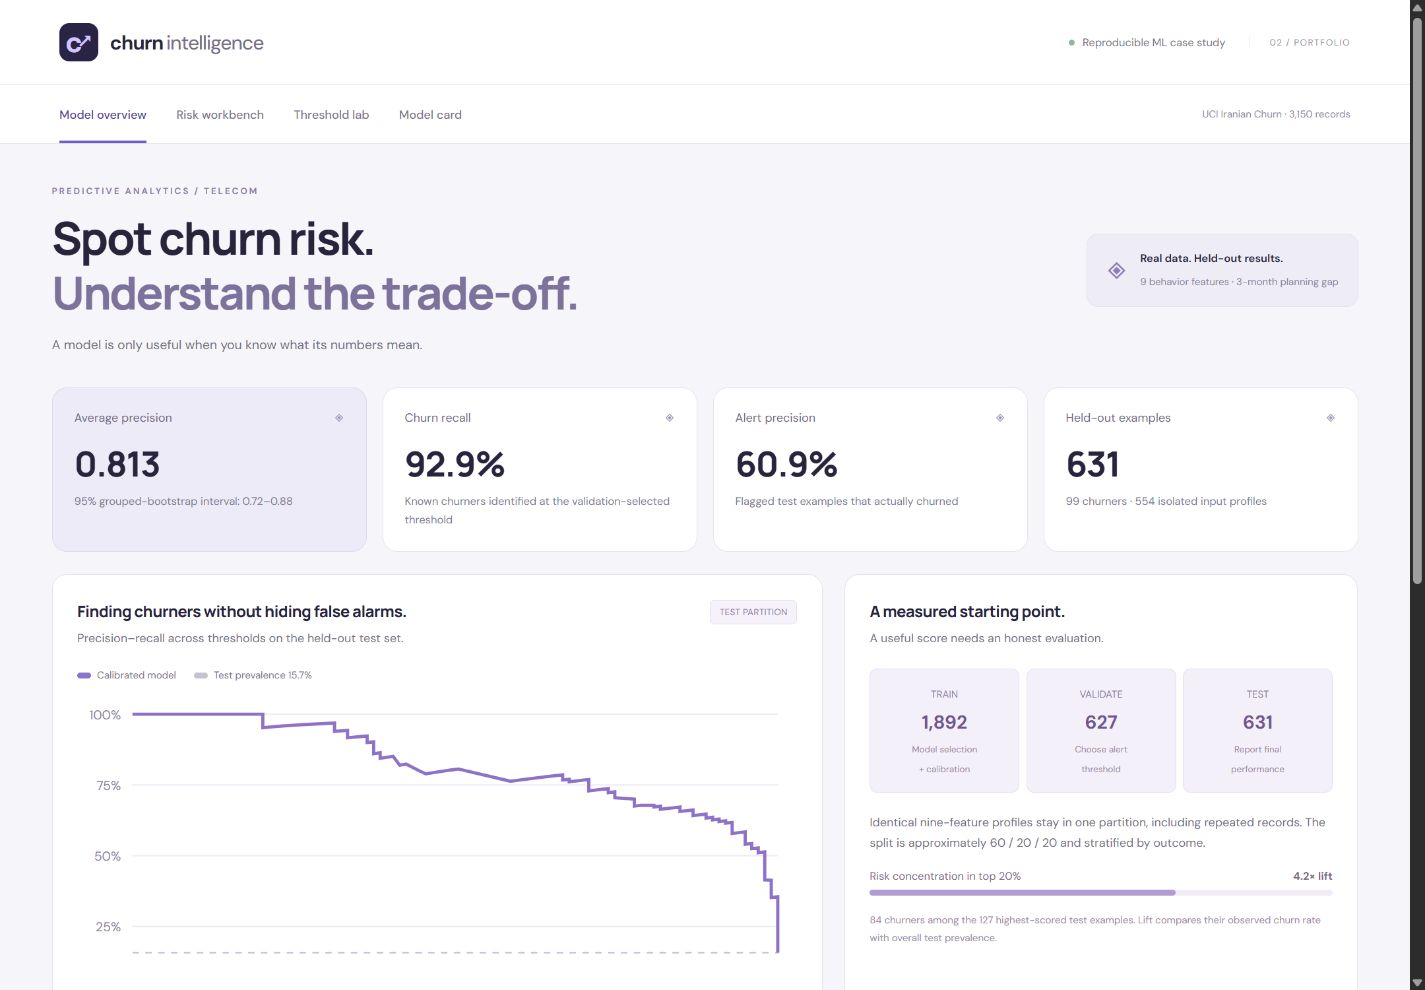 churn intelligence
Reproducible ML case study
02 / PORTFOLIO
Model overview
Risk workbench
Threshold lab
Model card
UCI Iranian Churn · 3,150 records
PREDICTIVE ANALYTICS / TELECOM
Spot churn risk.
Understand the trade-off.
A model is only useful when you know what its numbers mean.
Real data. Held-out results.
9 behavior features · 3-month planning gap
Average precision
0.813
95% grouped-bootstrap interval: 0.72–0.88
Churn recall
92.9%
Known churners identified at the validation-selected
threshold
Alert precision
60.9%
Flagged test examples that actually churned
Held-out examples
631
99 churners · 554 isolated input profiles
Finding churners without hiding false alarms.
TEST PARTITION
Precision–recall across thresholds on the held-out test set.
Calibrated model
Test prevalence 15.7%
100%
75%
50%
25%
A measured starting point.
A useful score needs an honest evaluation.
TRAIN
1,892
Model selection
+ calibration
VALIDATE
627
Choose alert
threshold
TEST
631
Report final
performance
Identical nine-feature profiles stay in one partition, including repeated records. The
split is approximately 60 / 20 / 20 and stratified by outcome.
Risk concentration in top 20%
4.2× lift
84 churners among the 127 highest-scored test examples. Lift compares their observed churn rate
with overall test prevalence.